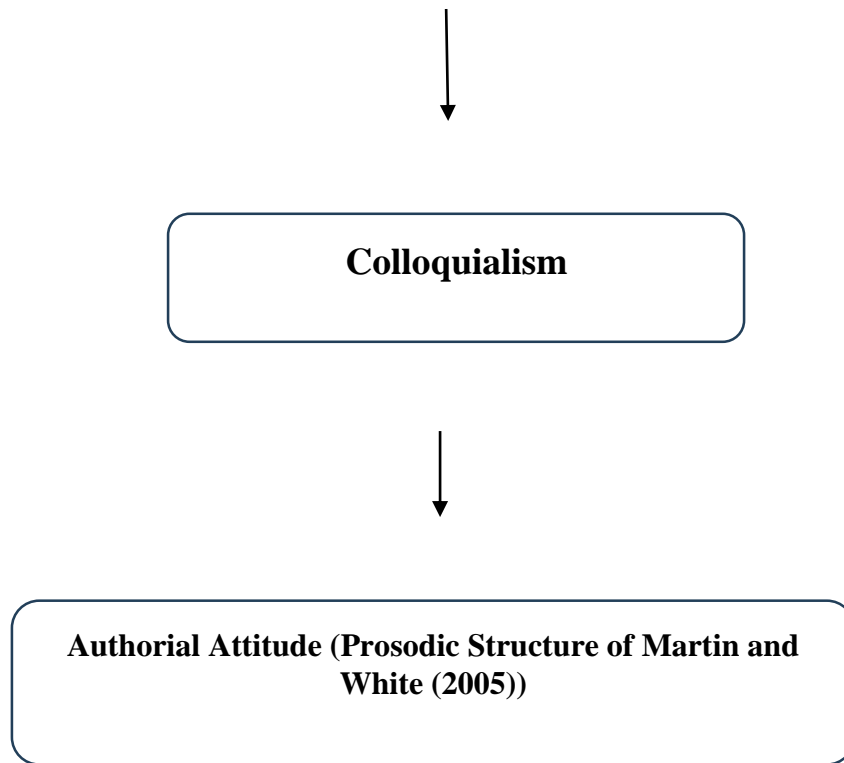 Colloquialism
Authorial Attitude (Prosodic Structure of Martin and
White (2005))